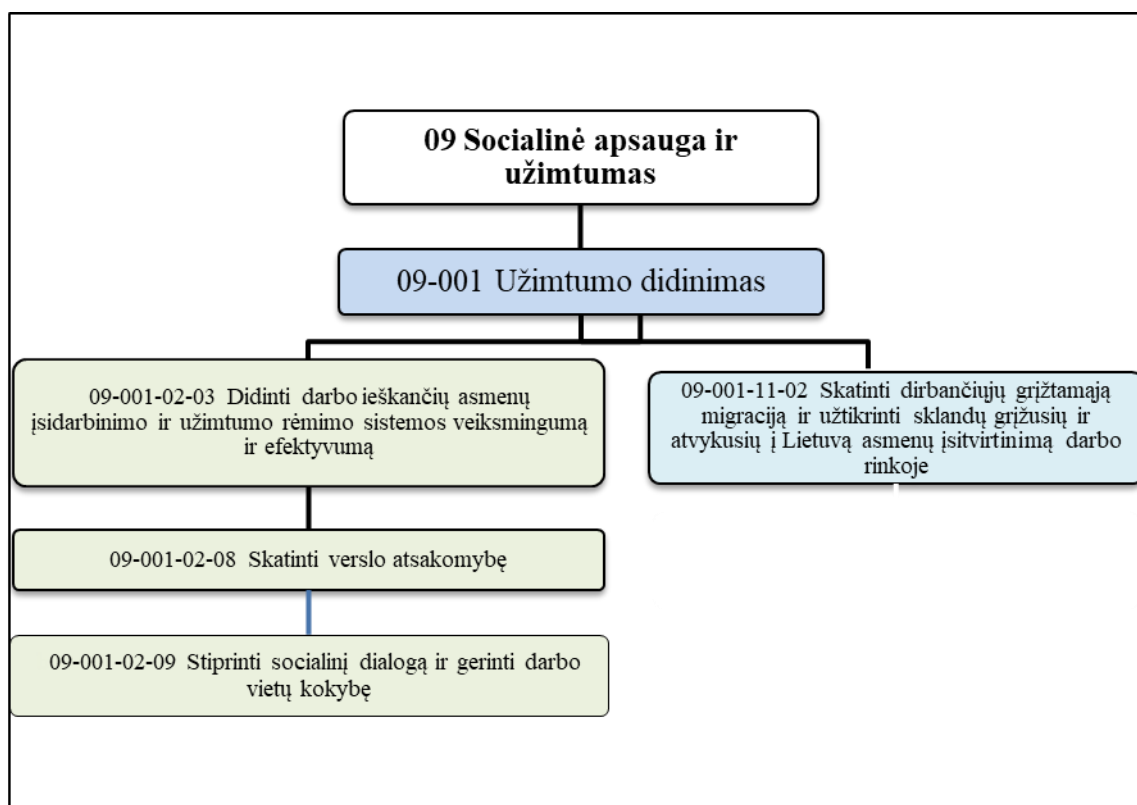 09 Socialinė apsauga ir
užimtumas
09-001 Užimtumo didinimas
09-001-02-03 Didinti darbo ieškančių asmenų
įsidarbinimo ir užimtumo rėmimo sistemos veiksmingumą
ir efektyvumą
09-001-11-02 Skatinti dirbančiųjų grįžtamąją
migraciją ir užtikrinti sklandų grįžusių ir
atvykusių į Lietuvą asmenų įsitvirtinimą darbo
rinkoje
09-001-02-08 Skatinti verslo atsakomybę
09-001-02-09 Stiprinti socialinį dialogą ir gerinti darbo
vietų kokybę